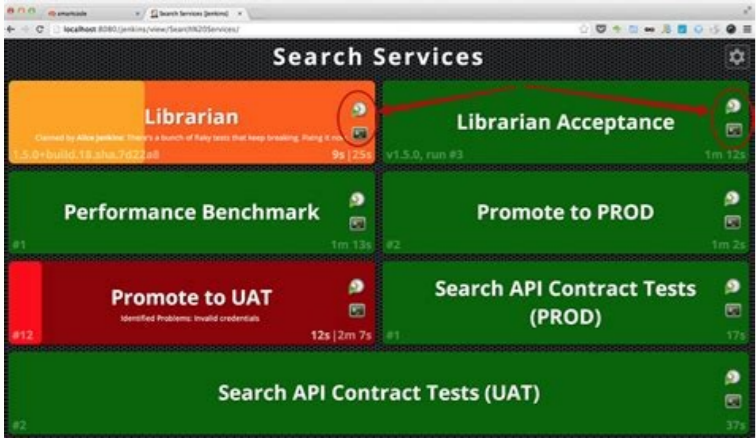 smartcode
Search Services [Jenkins]
localhost:8080/jenkins/view/Search%20Services/
Search Services
Librarian
Claimed by Alice Jenkins: There's a bunch of flaky tests that keep breaking, fixing it now
1.5.0+build.18.sha.7d22a8
9s|25s
Librarian Acceptance
v1.5.0, run #3
1m 12s
Performance Benchmark
#1
1m 13s
Promote to PROD
#2
1m 2s
Promote to UAT
Identified Problems: Invalid credentials
#12
12s|2m 7s
Search API Contract Tests
(PROD)
#1
17s
Search API Contract Tests (UAT)
#2
37s